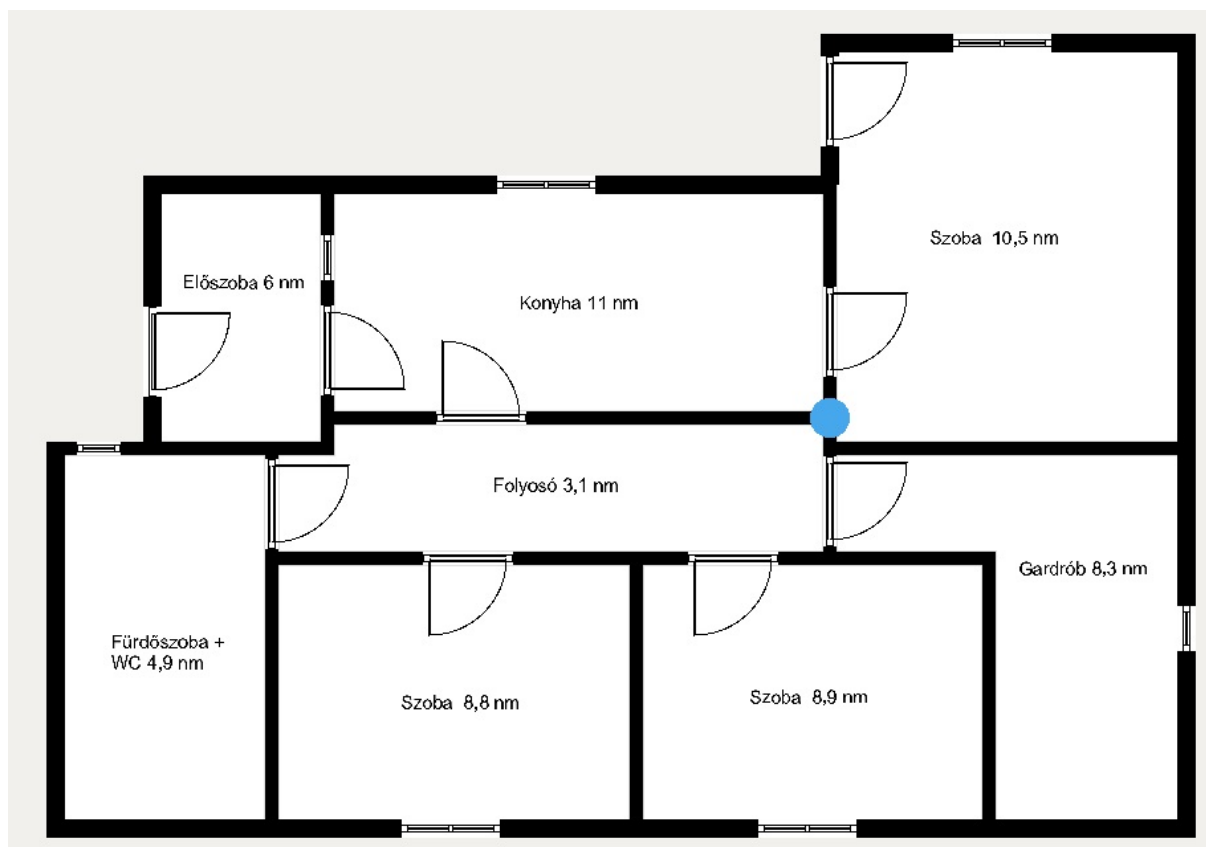 Szoba  10,5 nm
Előszoba 6 nm
Konyha 11 nm
Folyosó 3,1 nm
Gardrób 8,3 nm
Fürdőszoba +
WC 4,9 nm
Szoba  8,8 nm
Szoba  8,9 nm